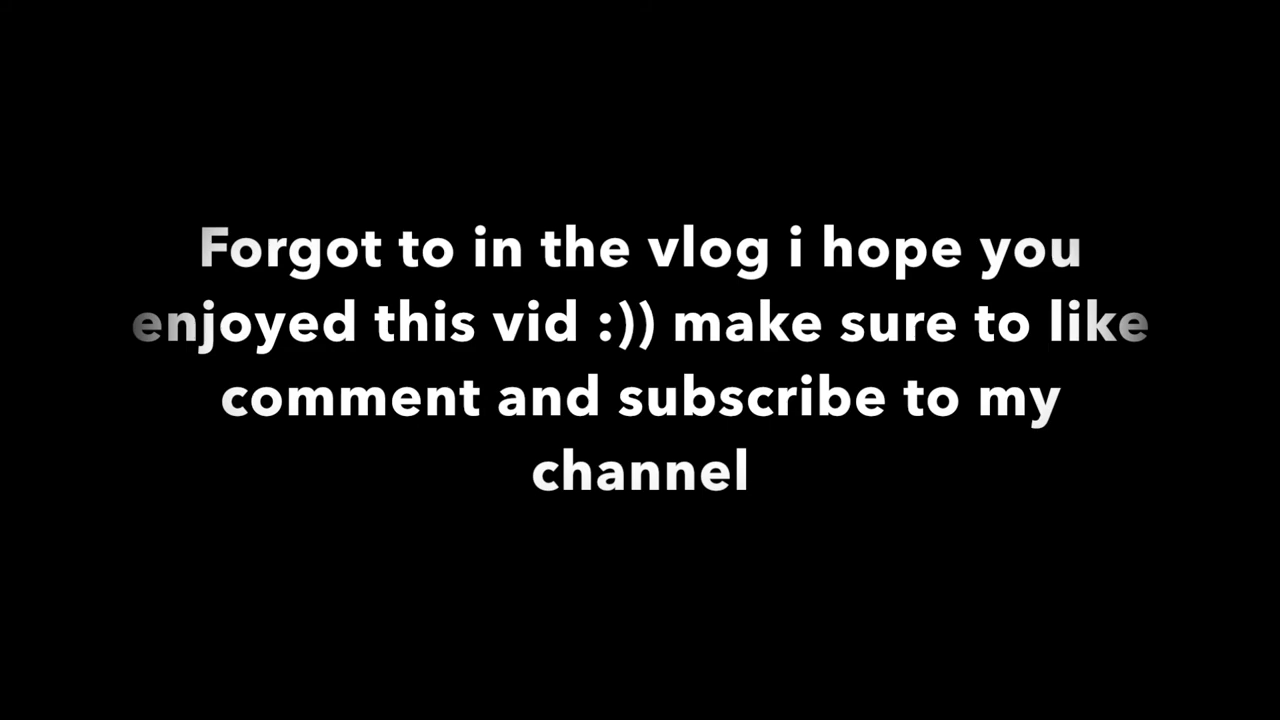 Forgot to in the vlog i hope you
enjoyed this vid :)) make sure to like
comment and subscribe to my
channel